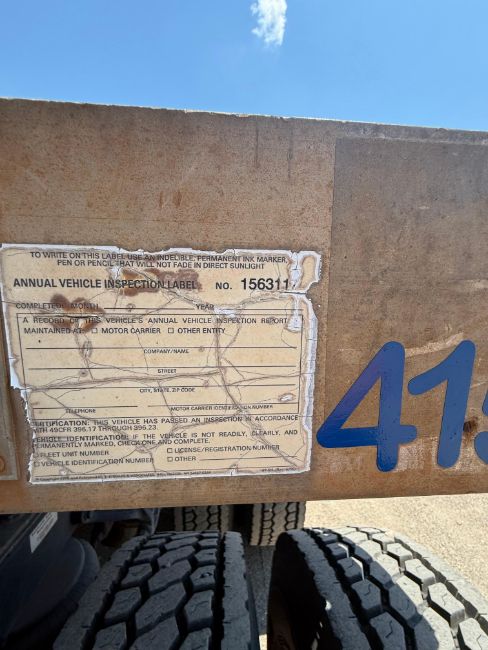 TO WRITE ON THIS LABEL USE AN INDELIBLE, PERMANENT INK MARKER,
PEN OR PENCIL THAT WILL NOT FADE IN DIRECT SUNLIGHT
ANNUAL VEHICLE INSPECTION LABEL NO. 156311
COMPLETED: MONTH YEAR
A RECORD OF THIS VEHICLE'S ANNUAL VEHICLE INSPECTION REPORT
MAINTAINED AT: MOTOR CARRIER OTHER ENTITY
COMPANY/NAME
STREET
CITY, STATE, ZIP CODE
TELEPHONE MOTOR CARRIER IDENTIFICATION NUMBER
CERTIFICATION: THIS VEHICLE HAS PASSED AN INSPECTION IN ACCORDANCE
WITH 49CFR 396.17 THROUGH 396.23
VEHICLE IDENTIFICATION: IF THE VEHICLE IS NOT READILY, CLEARLY, AND
PERMANENTLY MARKED, CHECK ONE AND COMPLETE.
FLEET UNIT NUMBER LICENSE/REGISTRATION NUMBER
VEHICLE IDENTIFICATION NUMBER OTHER
415